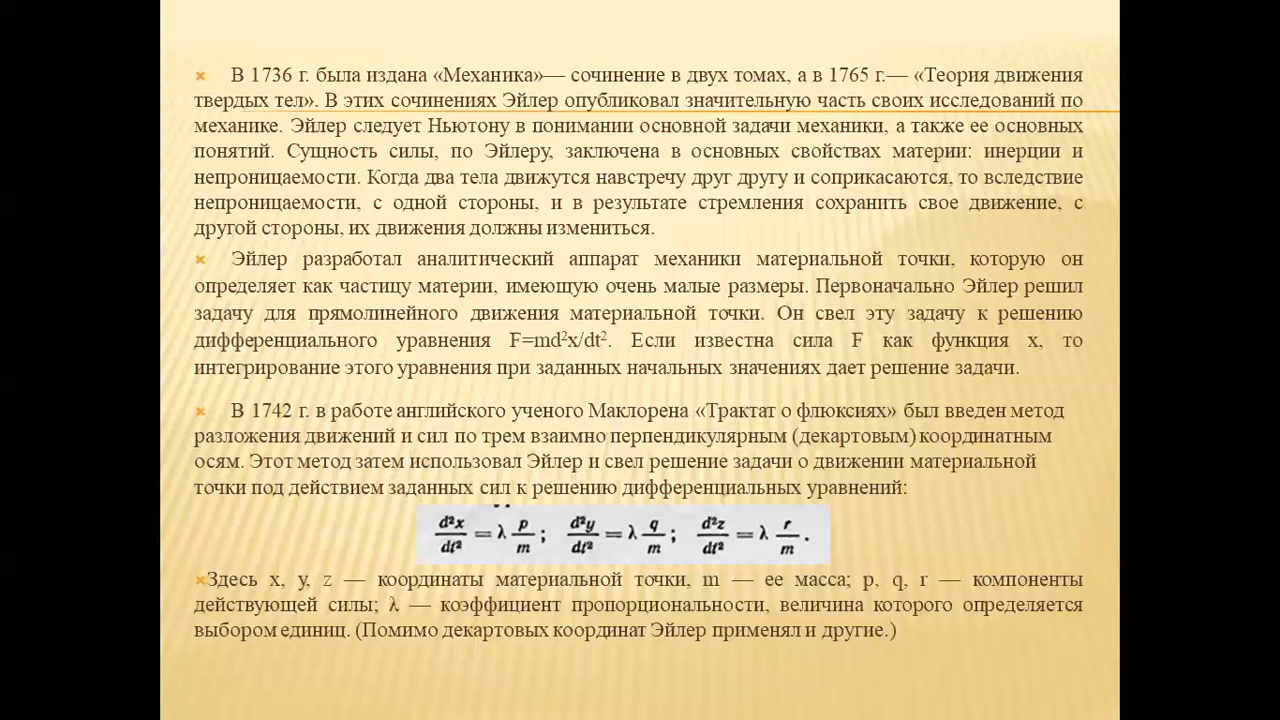 В 1736 г. была издана «Механика»— сочинение в двух томах, а в 1765 г.— «Теория движения
твердых тел». В этих сочинениях Эйлер опубликовал значительную часть своих исследований по
механике. Эйлер следует Ньютону в понимании основной задачи механики, а также ее основных
понятий. Сущность силы, по Эйлеру, заключена в основных свойствах материи: инерции и
непроницаемости. Когда два тела движутся навстречу друг другу и соприкасаются, то вследствие
непроницаемости, с одной стороны, и в результате стремления сохранить свое движение, с
другой стороны, их движения должны измениться.
Эйлер разработал аналитический аппарат механики материальной точки, которую он
определяет как частицу материи, имеющую очень малые размеры. Первоначально Эйлер решил
задачу для прямолинейного движения материальной точки. Он свел эту задачу к решению
дифференциального уравнения F=md²x/dt². Если известна сила F как функция x, то
интегрирование этого уравнения при заданных начальных значениях дает решение задачи.
В 1742 г. в работе английского ученого Маклорена «Трактат о флюксиях» был введен метод
разложения движений и сил по трем взаимно перпендикулярным (декартовым) координатным
осям. Этот метод затем использовал Эйлер и свел решение задачи о движении материальной
точки под действием заданных сил к решению дифференциальных уравнений:
d²x/dt² = λ p/m; d²y/dt² = λ q/m; d²z/dt² = λ r/m.
Здесь x, y, z — координаты материальной точки, m — ее масса; p, q, r — компоненты
действующей силы; λ — коэффициент пропорциональности, величина которого определяется
выбором единиц. (Помимо декартовых координат Эйлер применял и другие.)